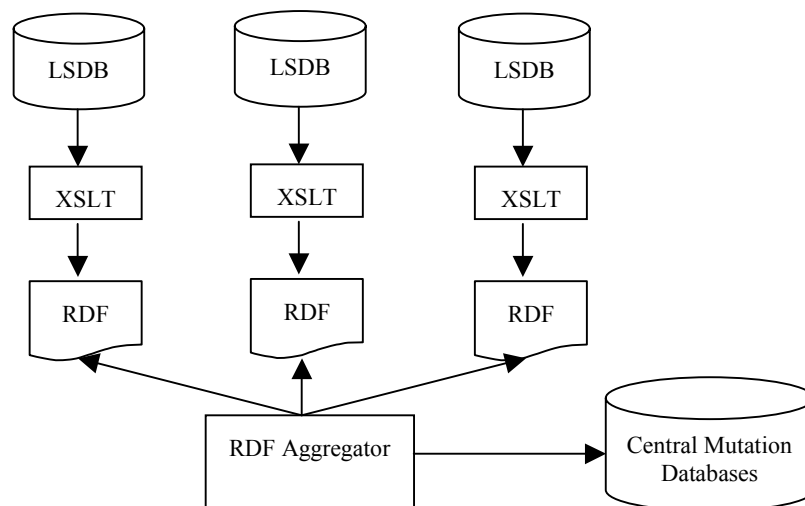 LSDB
LSDB
LSDB
XSLT
XSLT
XSLT
RDF
RDF
RDF
RDF Aggregator
Central Mutation
Databases